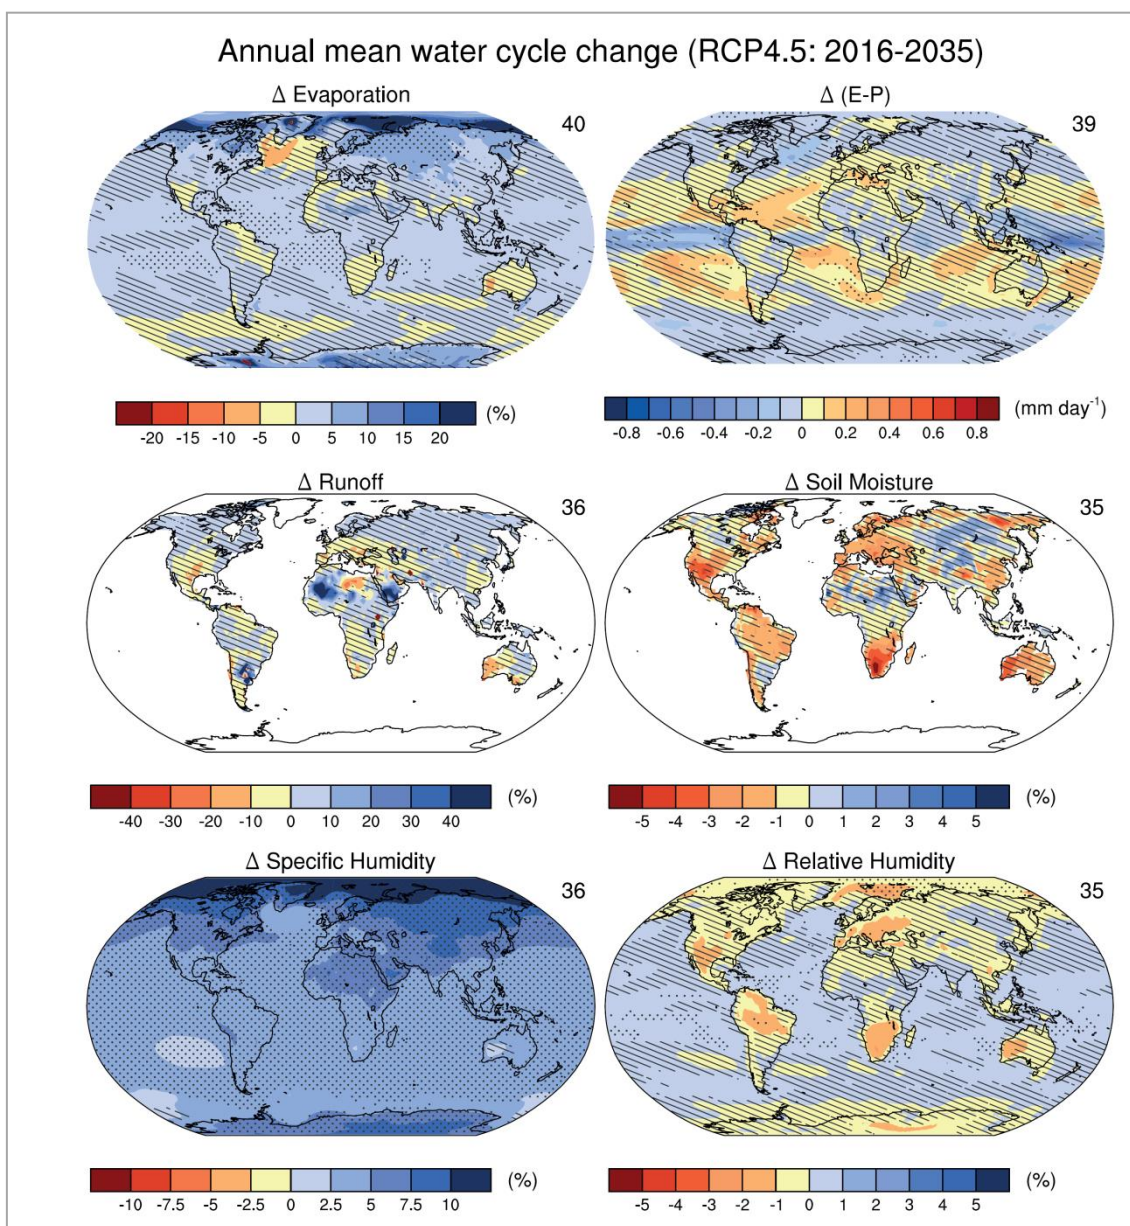 Annual mean water cycle change (RCP4.5: 2016-2035)
Δ Evaporation
40
-20 -15 -10 -5 0 5 10 15 20
(%)
Δ (E-P)
39
-0.8 -0.6 -0.4 -0.2 0 0.2 0.4 0.6 0.8
(mm day⁻¹)
Δ Runoff
36
-40 -30 -20 -10 0 10 20 30 40
(%)
Δ Soil Moisture
35
-5 -4 -3 -2 -1 0 1 2 3 4 5
(%)
Δ Specific Humidity
36
-10 -7.5 -5 -2.5 0 2.5 5 7.5 10
(%)
Δ Relative Humidity
35
-5 -4 -3 -2 -1 0 1 2 3 4 5
(%)